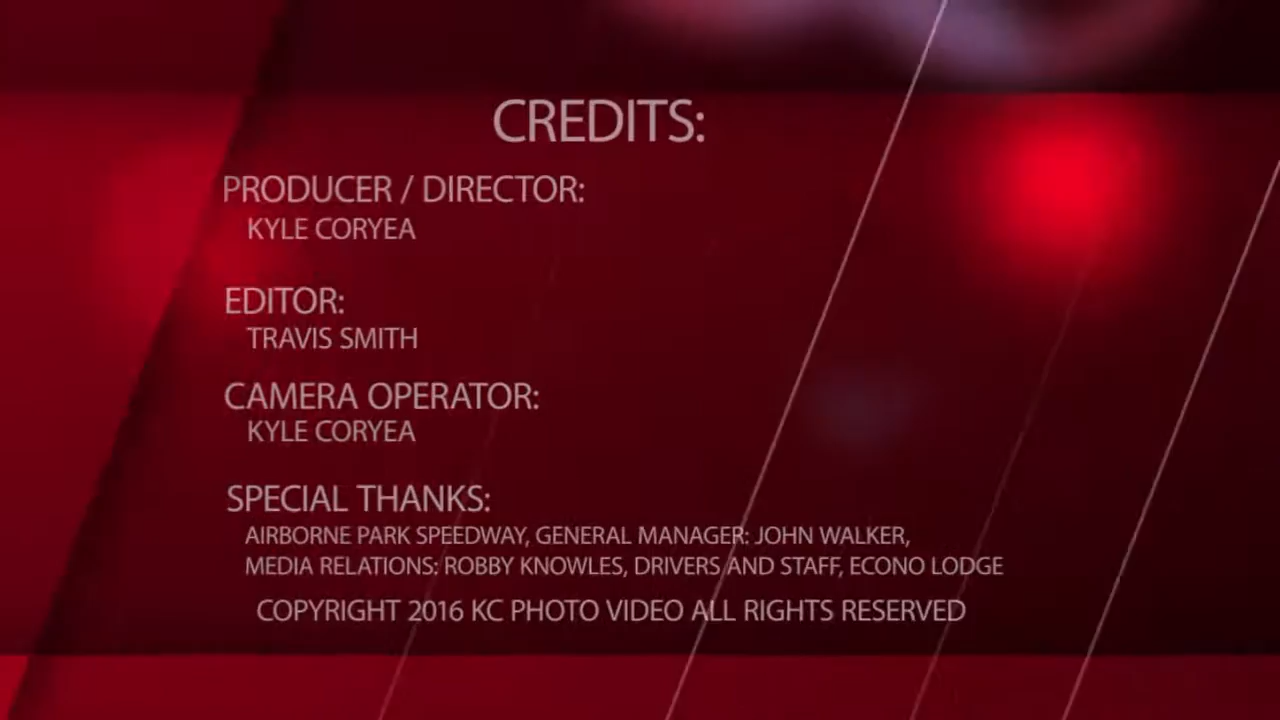 CREDITS:
PRODUCER / DIRECTOR:
KYLE CORYEA
EDITOR:
TRAVIS SMITH
CAMERA OPERATOR:
KYLE CORYEA
SPECIAL THANKS:
AIRBORNE PARK SPEEDWAY, GENERAL MANAGER: JOHN WALKER,
MEDIA RELATIONS: ROBBY KNOWLES, DRIVERS AND STAFF, ECONO LODGE
COPYRIGHT 2016 KC PHOTO VIDEO ALL RIGHTS RESERVED